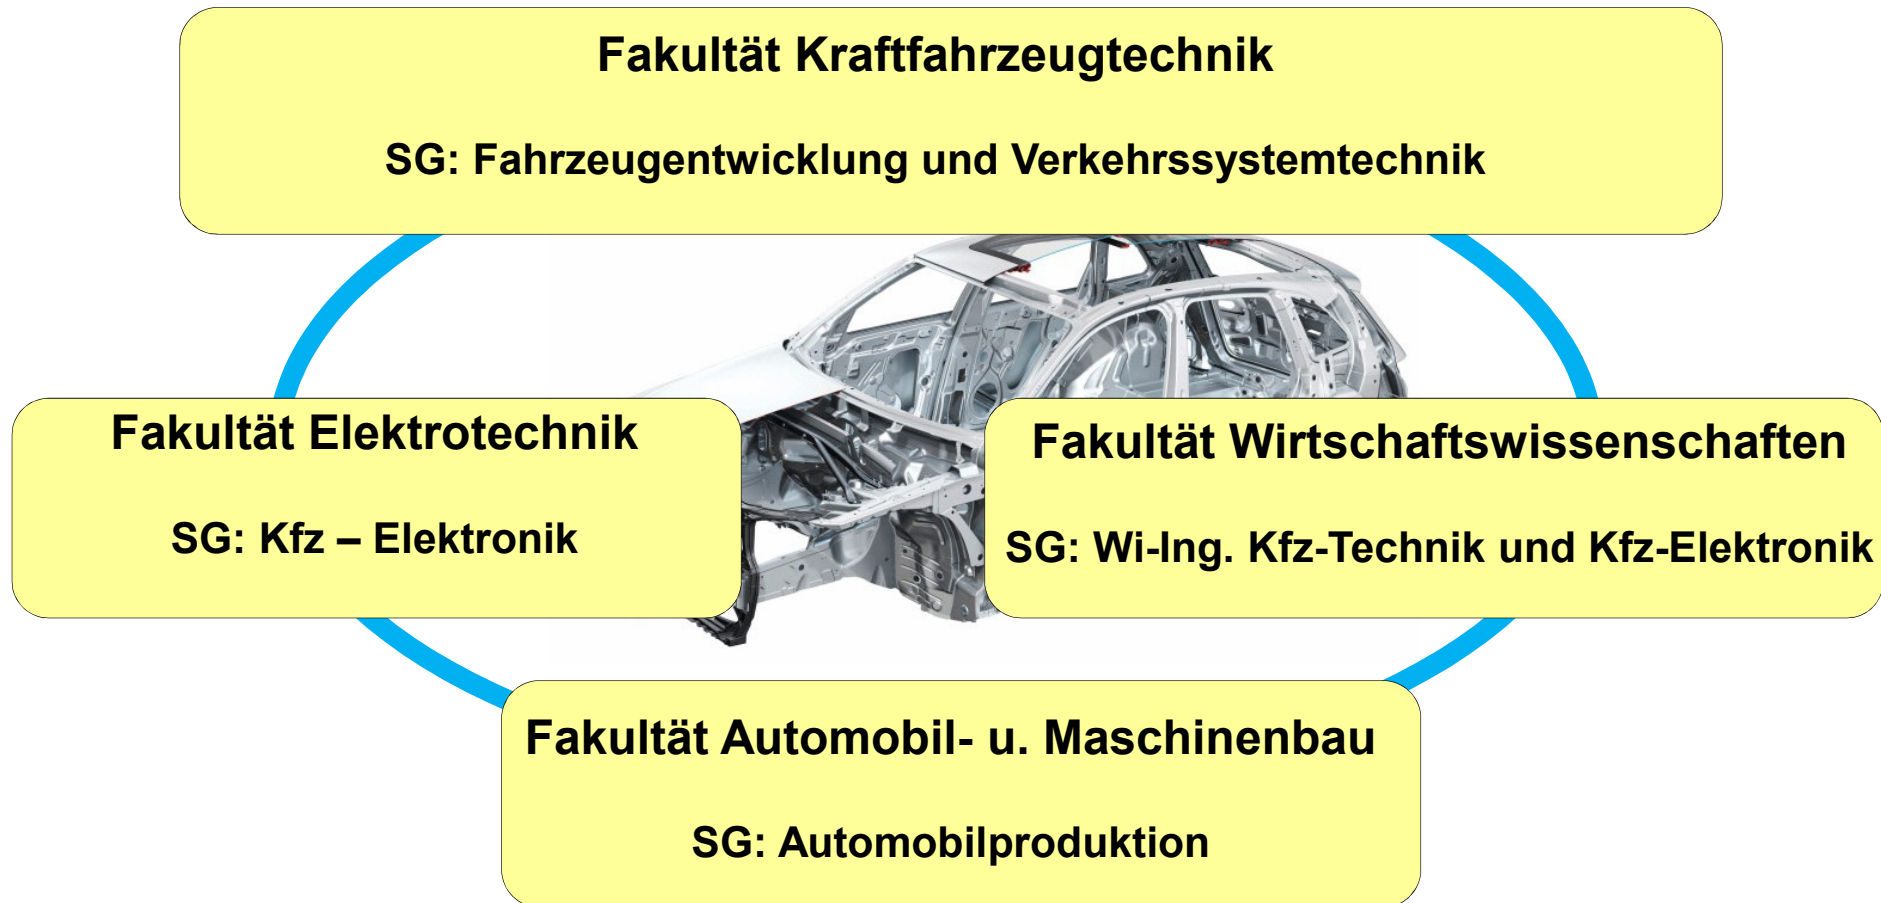 Fakultät Kraftfahrzeugtechnik
SG: Fahrzeugentwicklung und Verkehrssystemtechnik
Fakultät Elektrotechnik
SG: Kfz – Elektronik
Fakultät Wirtschaftswissenschaften
SG: Wi-Ing. Kfz-Technik und Kfz-Elektronik
Fakultät Automobil- u. Maschinenbau
SG: Automobilproduktion